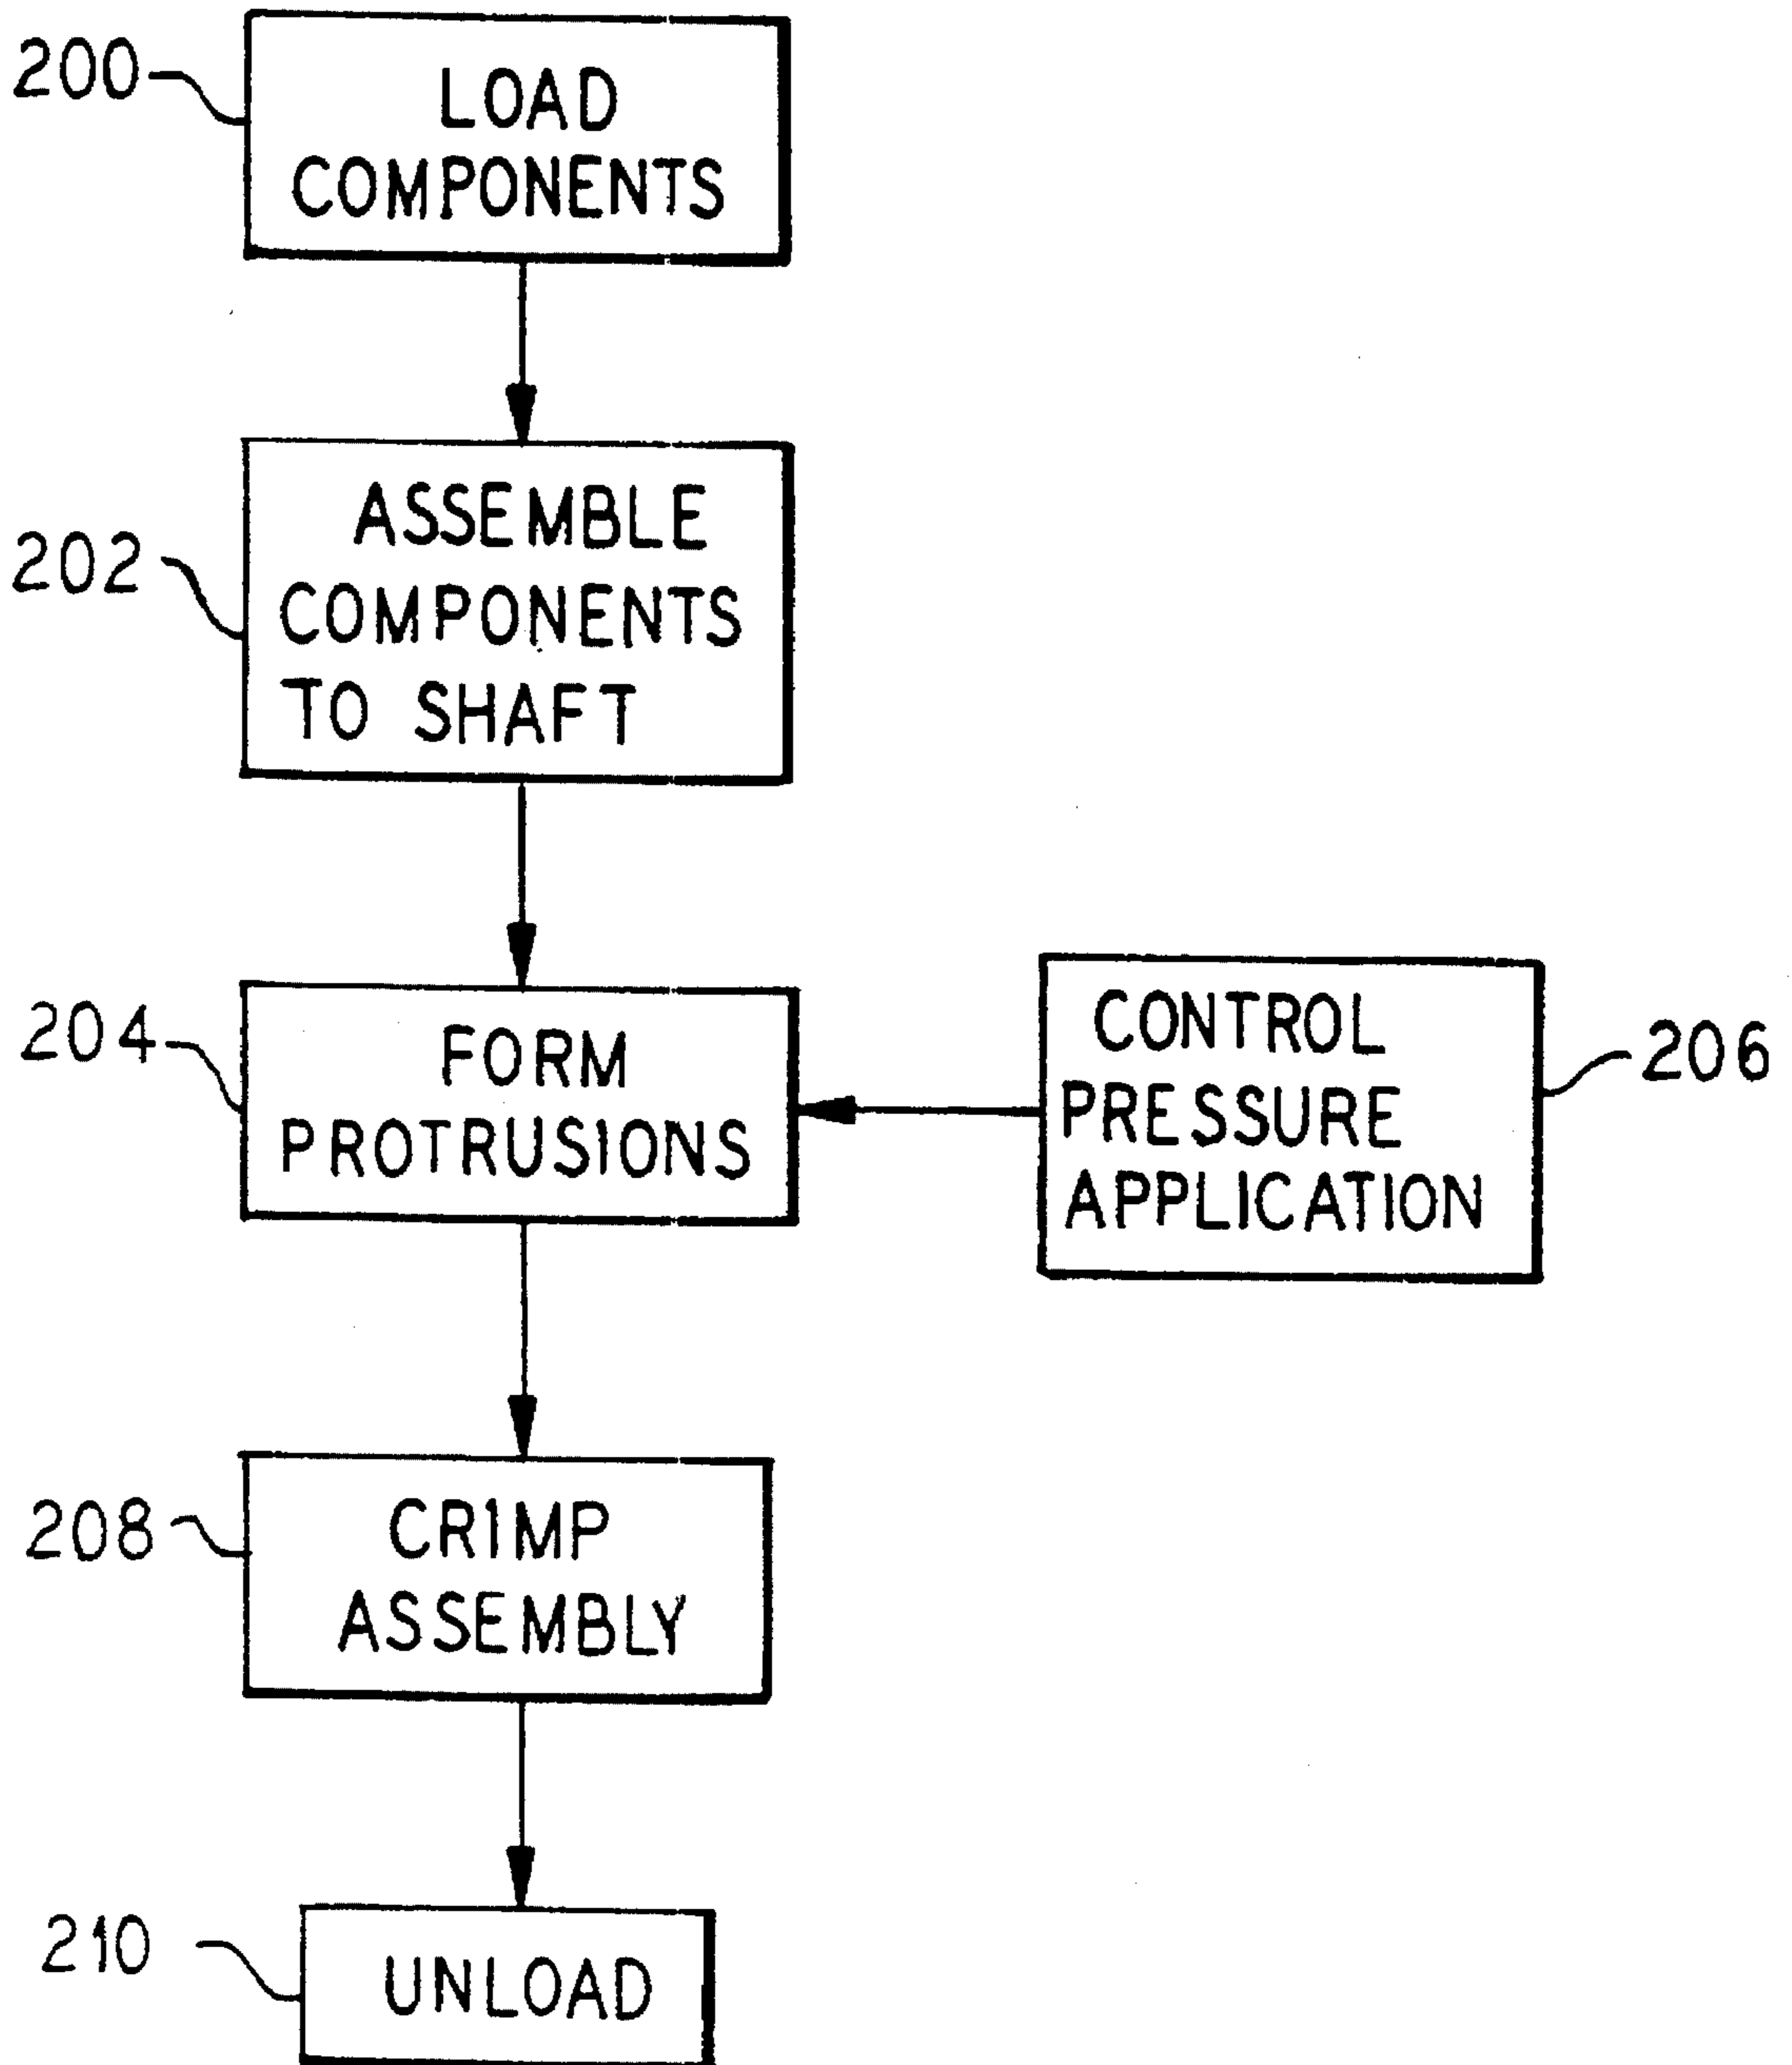 200
LOAD
COMPONENTS
202
ASSEMBLE
COMPONENTS
TO SHAFT
204
FORM
PROTRUSIONS
CONTROL
PRESSURE
APPLICATION
206
208
CRIMP
ASSEMBLY
210
UNLOAD